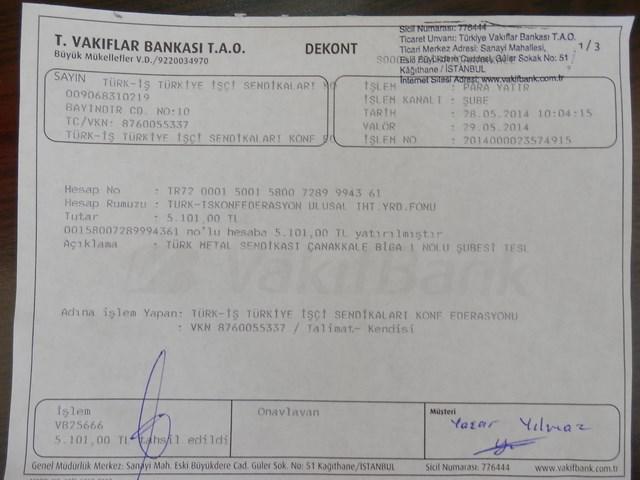 T. VAKIFLAR BANKASI T.A.O.
Büyük Mükellefler V.D./9220034970
DEKONT
Sicil Numarası: 776444
Ticaret Unvanı: Türkiye Vakıflar Bankası T.A.O.
Ticari Merkez Adresi: Sanayi Mahallesi,
Eski Büyükdere Caddesi, Güler Sokak No: 51
Kağıthane / İSTANBUL
İnternet Sitesi Adresi: www.vakifbank.com.tr
1/3
SAYIN TÜRK-İŞ TÜRKİYE İŞÇİ SENDİKALARI
009068310219
BAYINDIR CD. NO:10
TC/VKN: 8760055337
TÜRK-İŞ TÜRKİYE İŞÇİ SENDİKALARI KONF
İŞLEM : PARA YATIR
İŞLEM KANALI : ŞUBE
TARİH : 28.05.2014 10:04:15
VALÖR : 29.05.2014
İŞLEM NO : 2014000023574915
Hesap No : TR72 0001 5001 5800 7289 9943 61
Hesap Rumuzu : TÜRK-İSKONFEDERASYON ULUSAL İHT.YRD.FONU
Tutar : 5.101,00 TL
00158007289994361 no'lu hesaba 5.101,00 TL yatırılmıştır
Açıklama : TÜRK METAL SENDİKASI ÇANAKKALE BİGA 1 NOLU ŞUBESİ TESL
VakıfBank
Adına işlem Yapan: TÜRK-İŞ TÜRKİYE İŞÇİ SENDİKALARI KONF EDERASYONU
: VKN 8760055337 / Talimat- Kendisi
İşlem
VB25666
5.101,00 TL tahsil edildi
Onaylayan
Müşteri
Yaşar Yılmaz
Genel Müdürlük Merkez: Sanayi Mah. Eski Büyükdere Cad. Güler Sok. No: 51 Kağıthane/İSTANBUL
Sicil Numarası: 776444
www.vakifbank.com.tr